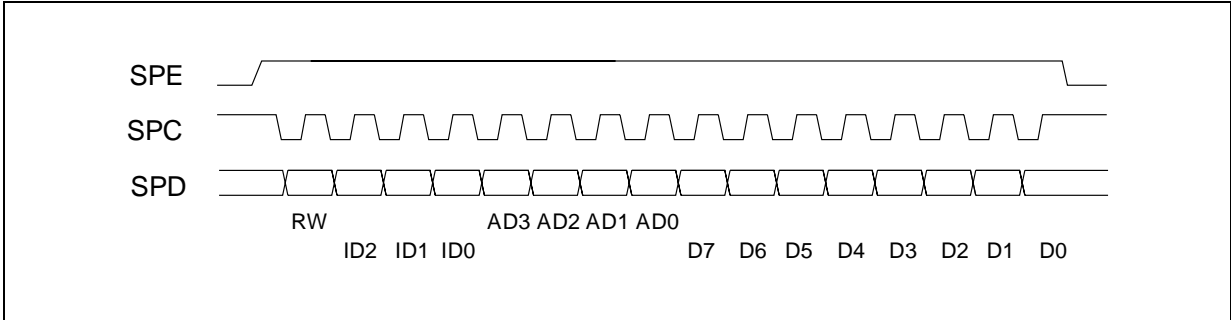 SPE
SPC
SPD
RW AD3 AD2 AD1 AD0
ID2 ID1 ID0 D7 D6 D5 D4 D3 D2 D1 D0